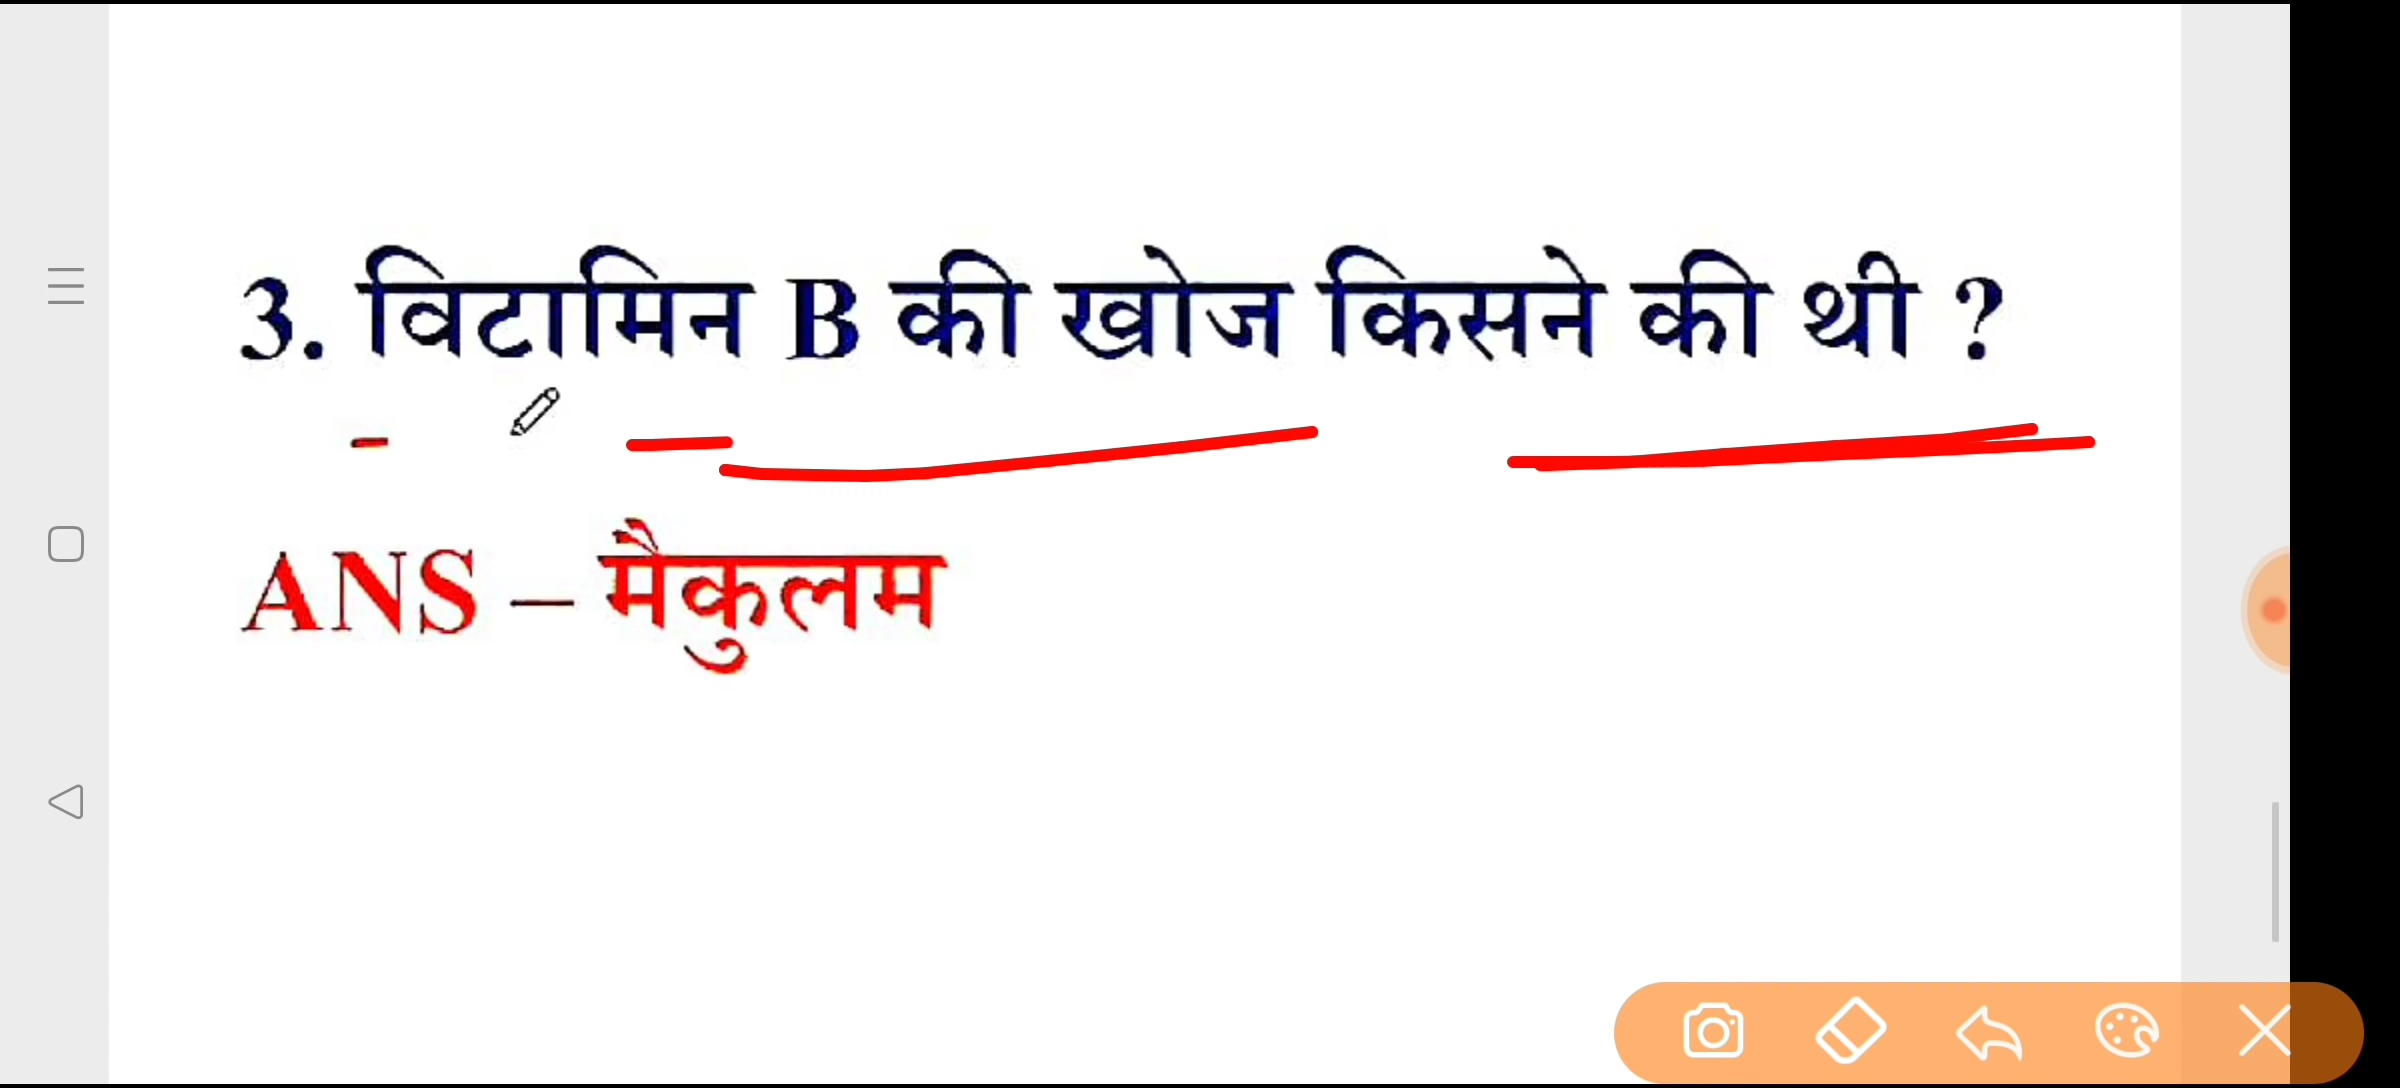 3. विटामिन B की खोज किसने की थी ?
ANS – मैकुलम